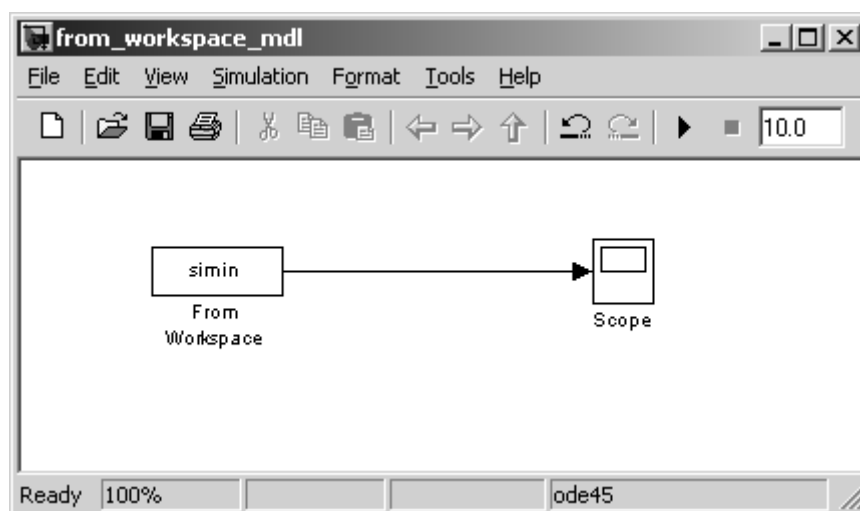 from_workspace_mdl
File Edit View Simulation Format Tools Help
10.0
simin
From
Workspace
Scope
Ready 100% ode45